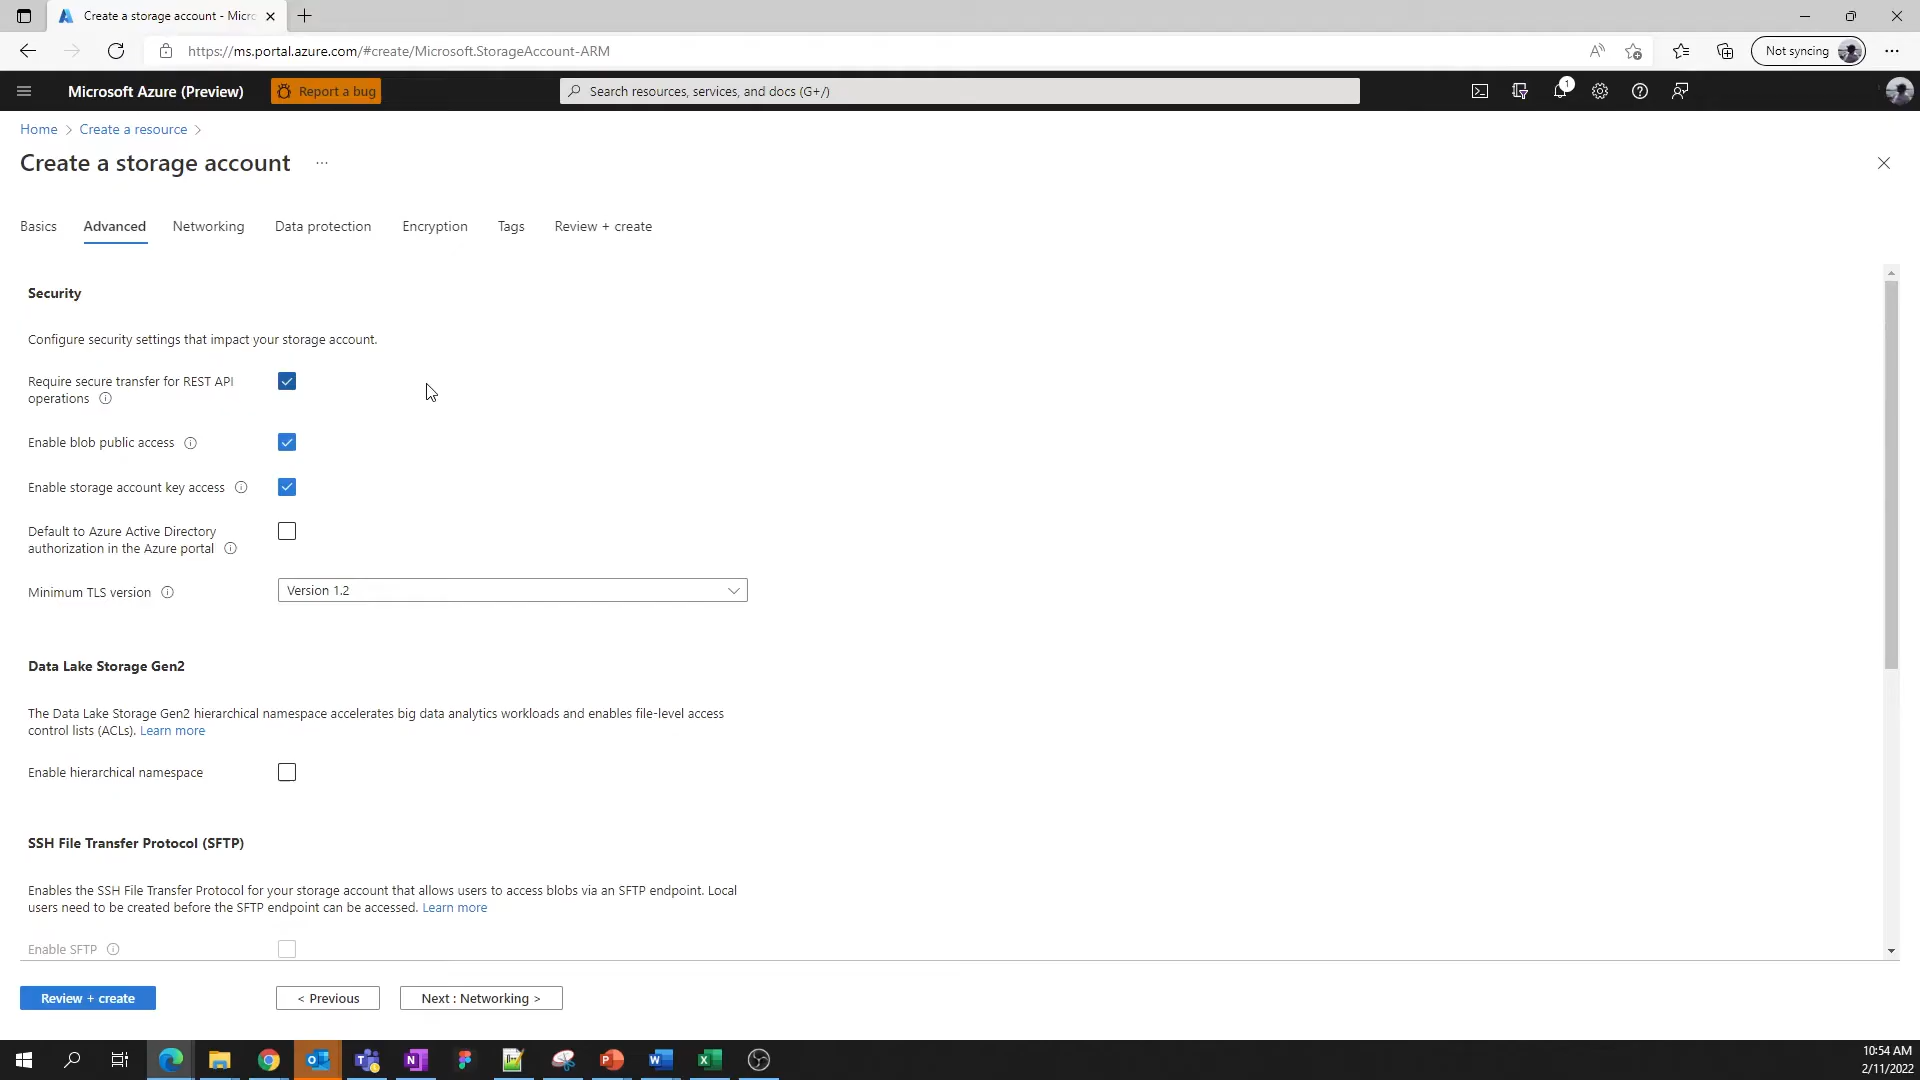 Create a storage account - Micr
https://ms.portal.azure.com/#create/Microsoft.StorageAccount-ARM
Not syncing
Microsoft Azure (Preview)
Report a bug
Search resources, services, and docs (G+/)
1
Home > Create a resource >
Create a storage account ...
Basics
Advanced
Networking
Data protection
Encryption
Tags
Review + create
Security
Configure security settings that impact your storage account.
Require secure transfer for REST API
operations
Enable blob public access
Enable storage account key access
Default to Azure Active Directory
authorization in the Azure portal
Minimum TLS version
Version 1.2
Data Lake Storage Gen2
The Data Lake Storage Gen2 hierarchical namespace accelerates big data analytics workloads and enables file-level access
control lists (ACLs). Learn more
Enable hierarchical namespace
SSH File Transfer Protocol (SFTP)
Enables the SSH File Transfer Protocol for your storage account that allows users to access blobs via an SFTP endpoint. Local
users need to be created before the SFTP endpoint can be accessed. Learn more
Enable SFTP
Review + create
< Previous
Next : Networking >
10:54 AM
2/11/2022